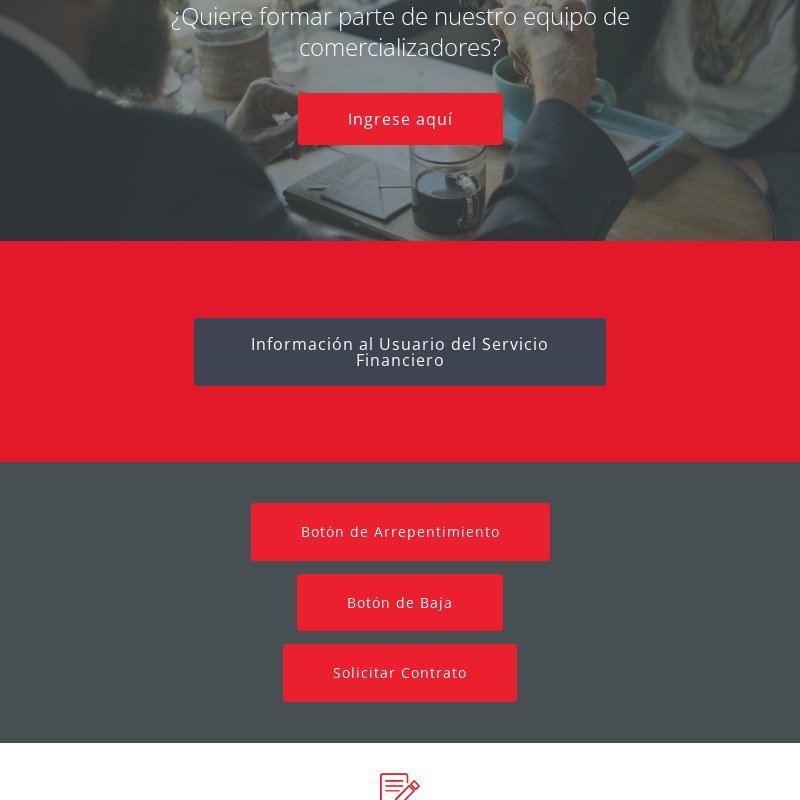 ¿Quiere formar parte de nuestro equipo de
comercializadores?
Ingrese aquí
Información al Usuario del Servicio
Financiero
Botón de Arrepentimiento
Botón de Baja
Solicitar Contrato